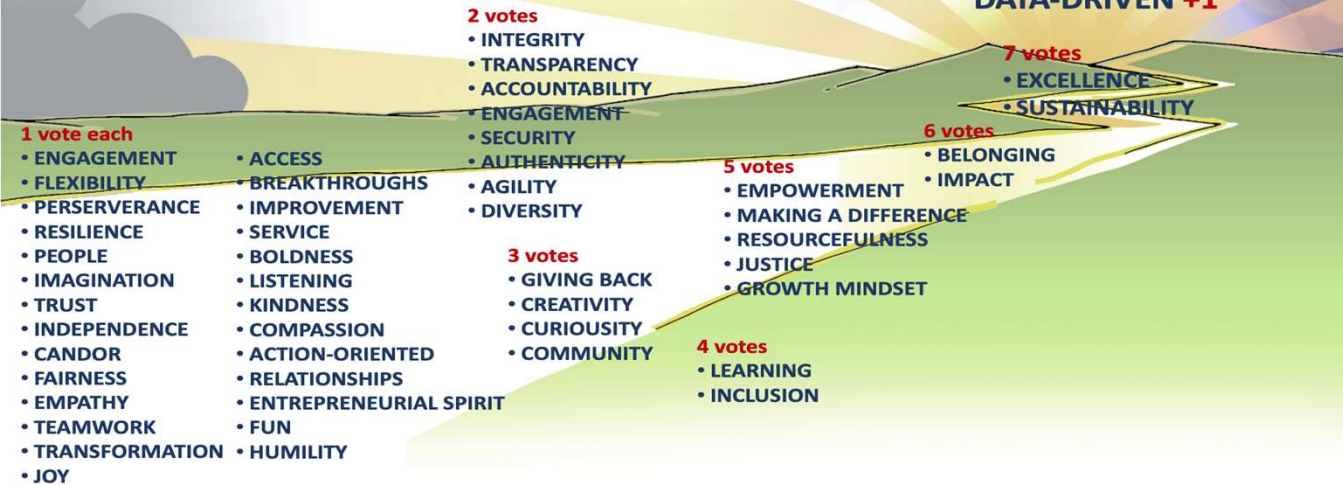 DATA-DRIVEN +1
2 votes
• INTEGRITY
• TRANSPARENCY
• ACCOUNTABILITY
• ENGAGEMENT
• SECURITY
• AUTHENTICITY
• AGILITY
• DIVERSITY
7 votes
• EXCELLENCE
• SUSTAINABILITY
1 vote each
• ENGAGEMENT
• FLEXIBILITY
• PERSERVERANCE
• RESILIENCE
• PEOPLE
• IMAGINATION
• TRUST
• INDEPENDENCE
• CANDOR
• FAIRNESS
• EMPATHY
• TEAMWORK
• TRANSFORMATION
• JOY
• ACCESS
• BREAKTHROUGHS
• IMPROVEMENT
• SERVICE
• BOLDNESS
• LISTENING
• KINDNESS
• COMPASSION
• ACTION-ORIENTED
• RELATIONSHIPS
• ENTREPRENEURIAL SPIRIT
• FUN
• HUMILITY
6 votes
• BELONGING
• IMPACT
5 votes
• EMPOWERMENT
• MAKING A DIFFERENCE
• RESOURCEFULNESS
• JUSTICE
• GROWTH MINDSET
3 votes
• GIVING BACK
• CREATIVITY
• CURIOUSITY
• COMMUNITY
4 votes
• LEARNING
• INCLUSION